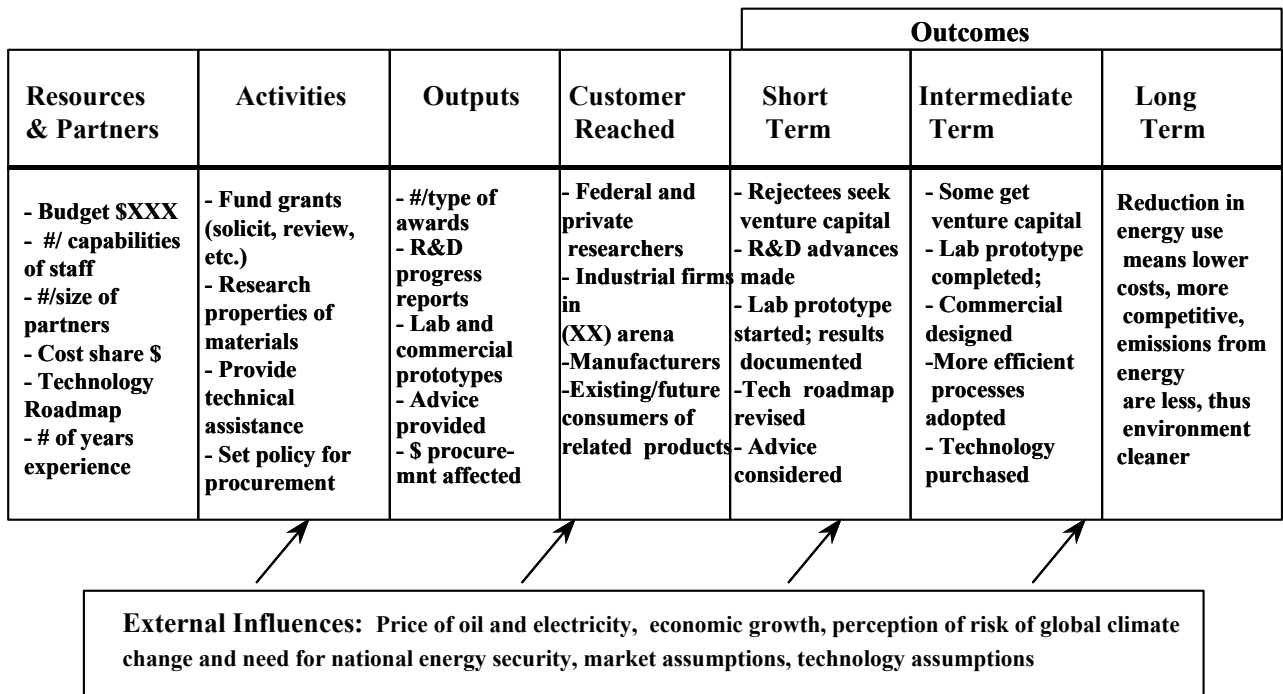 Outcomes
Resources
& Partners
Activities
Outputs
Customer
Reached
Short
Term
Intermediate
Term
Long
Term
- Budget $XXX
- #/ capabilities
of staff
- #/size of
partners
- Cost share $
- Technology
Roadmap
- # of years
experience
- Fund grants
(solicit, review,
etc.)
- Research
properties of
materials
- Provide
technical
assistance
- Set policy for
procurement
- #/type of
awards
- R&D
progress
reports
- Lab and
commercial
prototypes
- Advice
provided
- $ procure-
mnt affected
- Federal and
private
researchers
- Industrial firms
in
(XX) arena
-Manufacturers
-Existing/future
consumers of
related products
- Rejectees seek
venture capital
- R&D advances
made
- Lab prototype
started; results
documented
-Tech roadmap
revised
- Advice
considered
- Some get
venture capital
- Lab prototype
completed;
- Commercial
designed
-More efficient
processes
adopted
- Technology
purchased
Reduction in
energy use
means lower
costs, more
competitive,
emissions from
energy
are less, thus
environment
cleaner
External Influences: Price of oil and electricity, economic growth, perception of risk of global climate
change and need for national energy security, market assumptions, technology assumptions